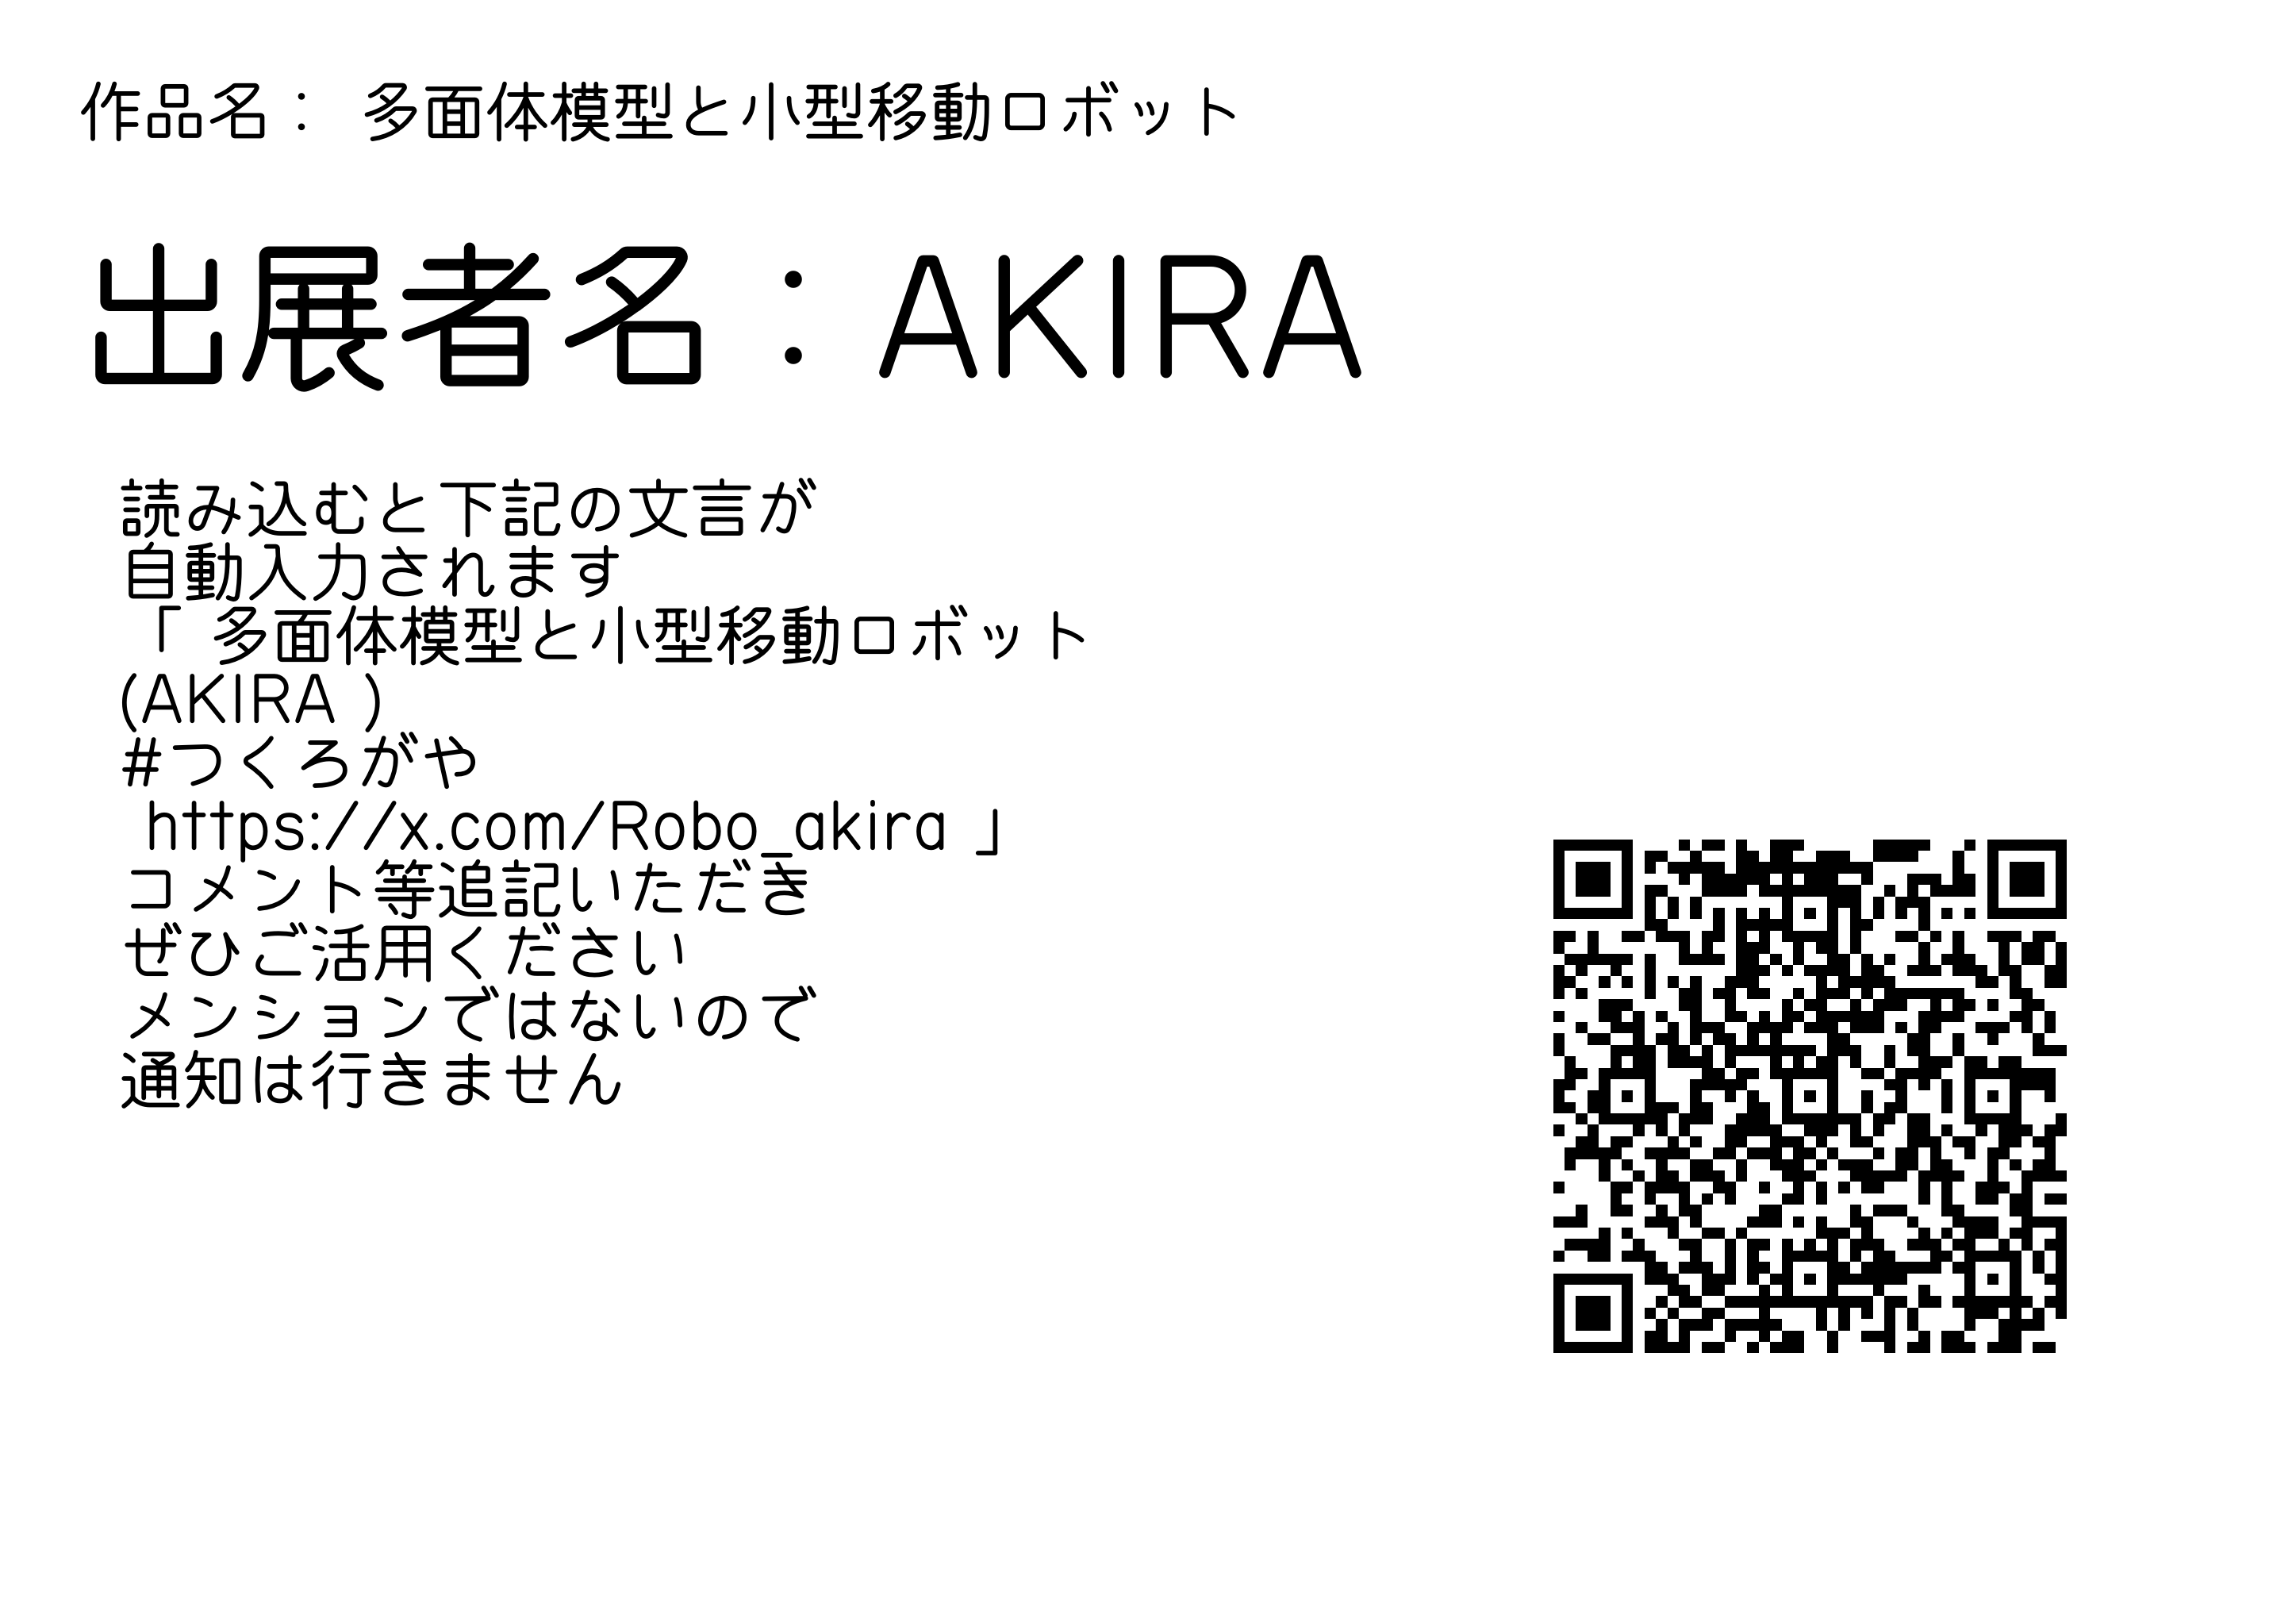 作品名： 多面体模型と小型移動ロボット
出展者名：AKIRA
読み込むと下記の文言が
自動入力されます
「多面体模型と小型移動ロボット
(AKIRA )
#つくろがや
https://x.com/Robo_akira 」
コメント等追記いただき
ぜひご活用ください
メンションではないので
通知は行きません